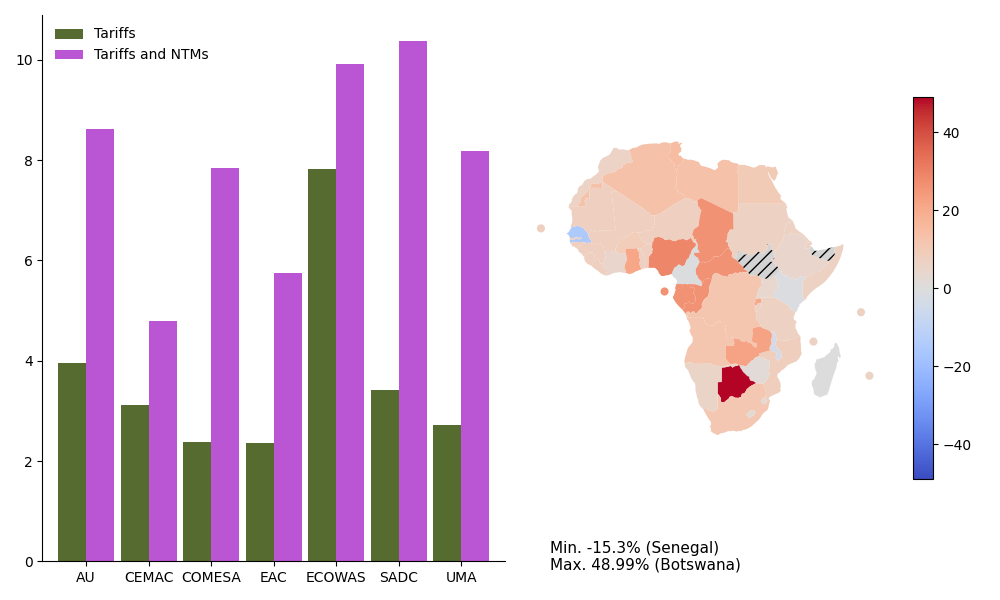 Tariffs
Tariffs and NTMs
10
8
6
4
2
0
AU CEMAC COMESA EAC ECOWAS SADC UMA
40
20
0
−20
−40
Min. -15.3% (Senegal)
Max. 48.99% (Botswana)